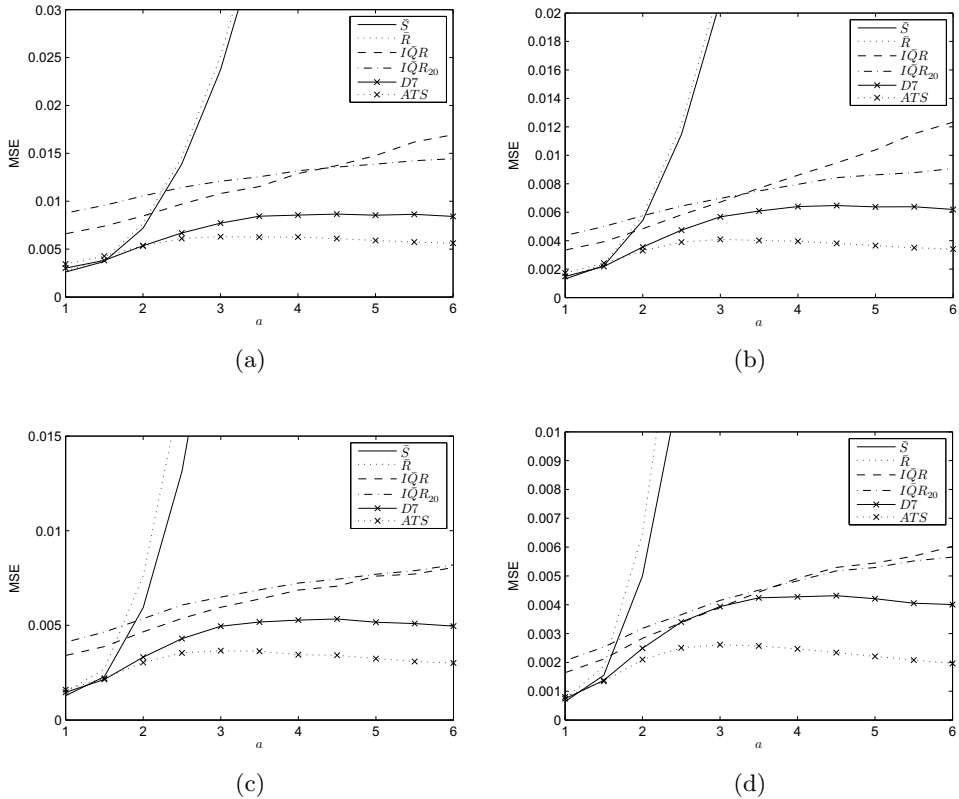 0.03
0.025
0.02
0.015
0.01
0.005
0
MSE
1 2 3 4 5 6
a
S̄
R̄
IQ̄R
IQ̄R₂₀
D7
ATS
(a)
0.02
0.018
0.016
0.014
0.012
0.01
0.008
0.006
0.004
0.002
0
MSE
1 2 3 4 5 6
a
S̄
R̄
IQ̄R
IQ̄R₂₀
D7
ATS
(b)
0.015
0.01
0.005
0
MSE
1 2 3 4 5 6
a
S̄
R̄
IQ̄R
IQ̄R₂₀
D7
ATS
(c)
0.01
0.009
0.008
0.007
0.006
0.005
0.004
0.003
0.002
0.001
0
MSE
1 2 3 4 5 6
a
S̄
R̄
IQ̄R
IQ̄R₂₀
D7
ATS
(d)